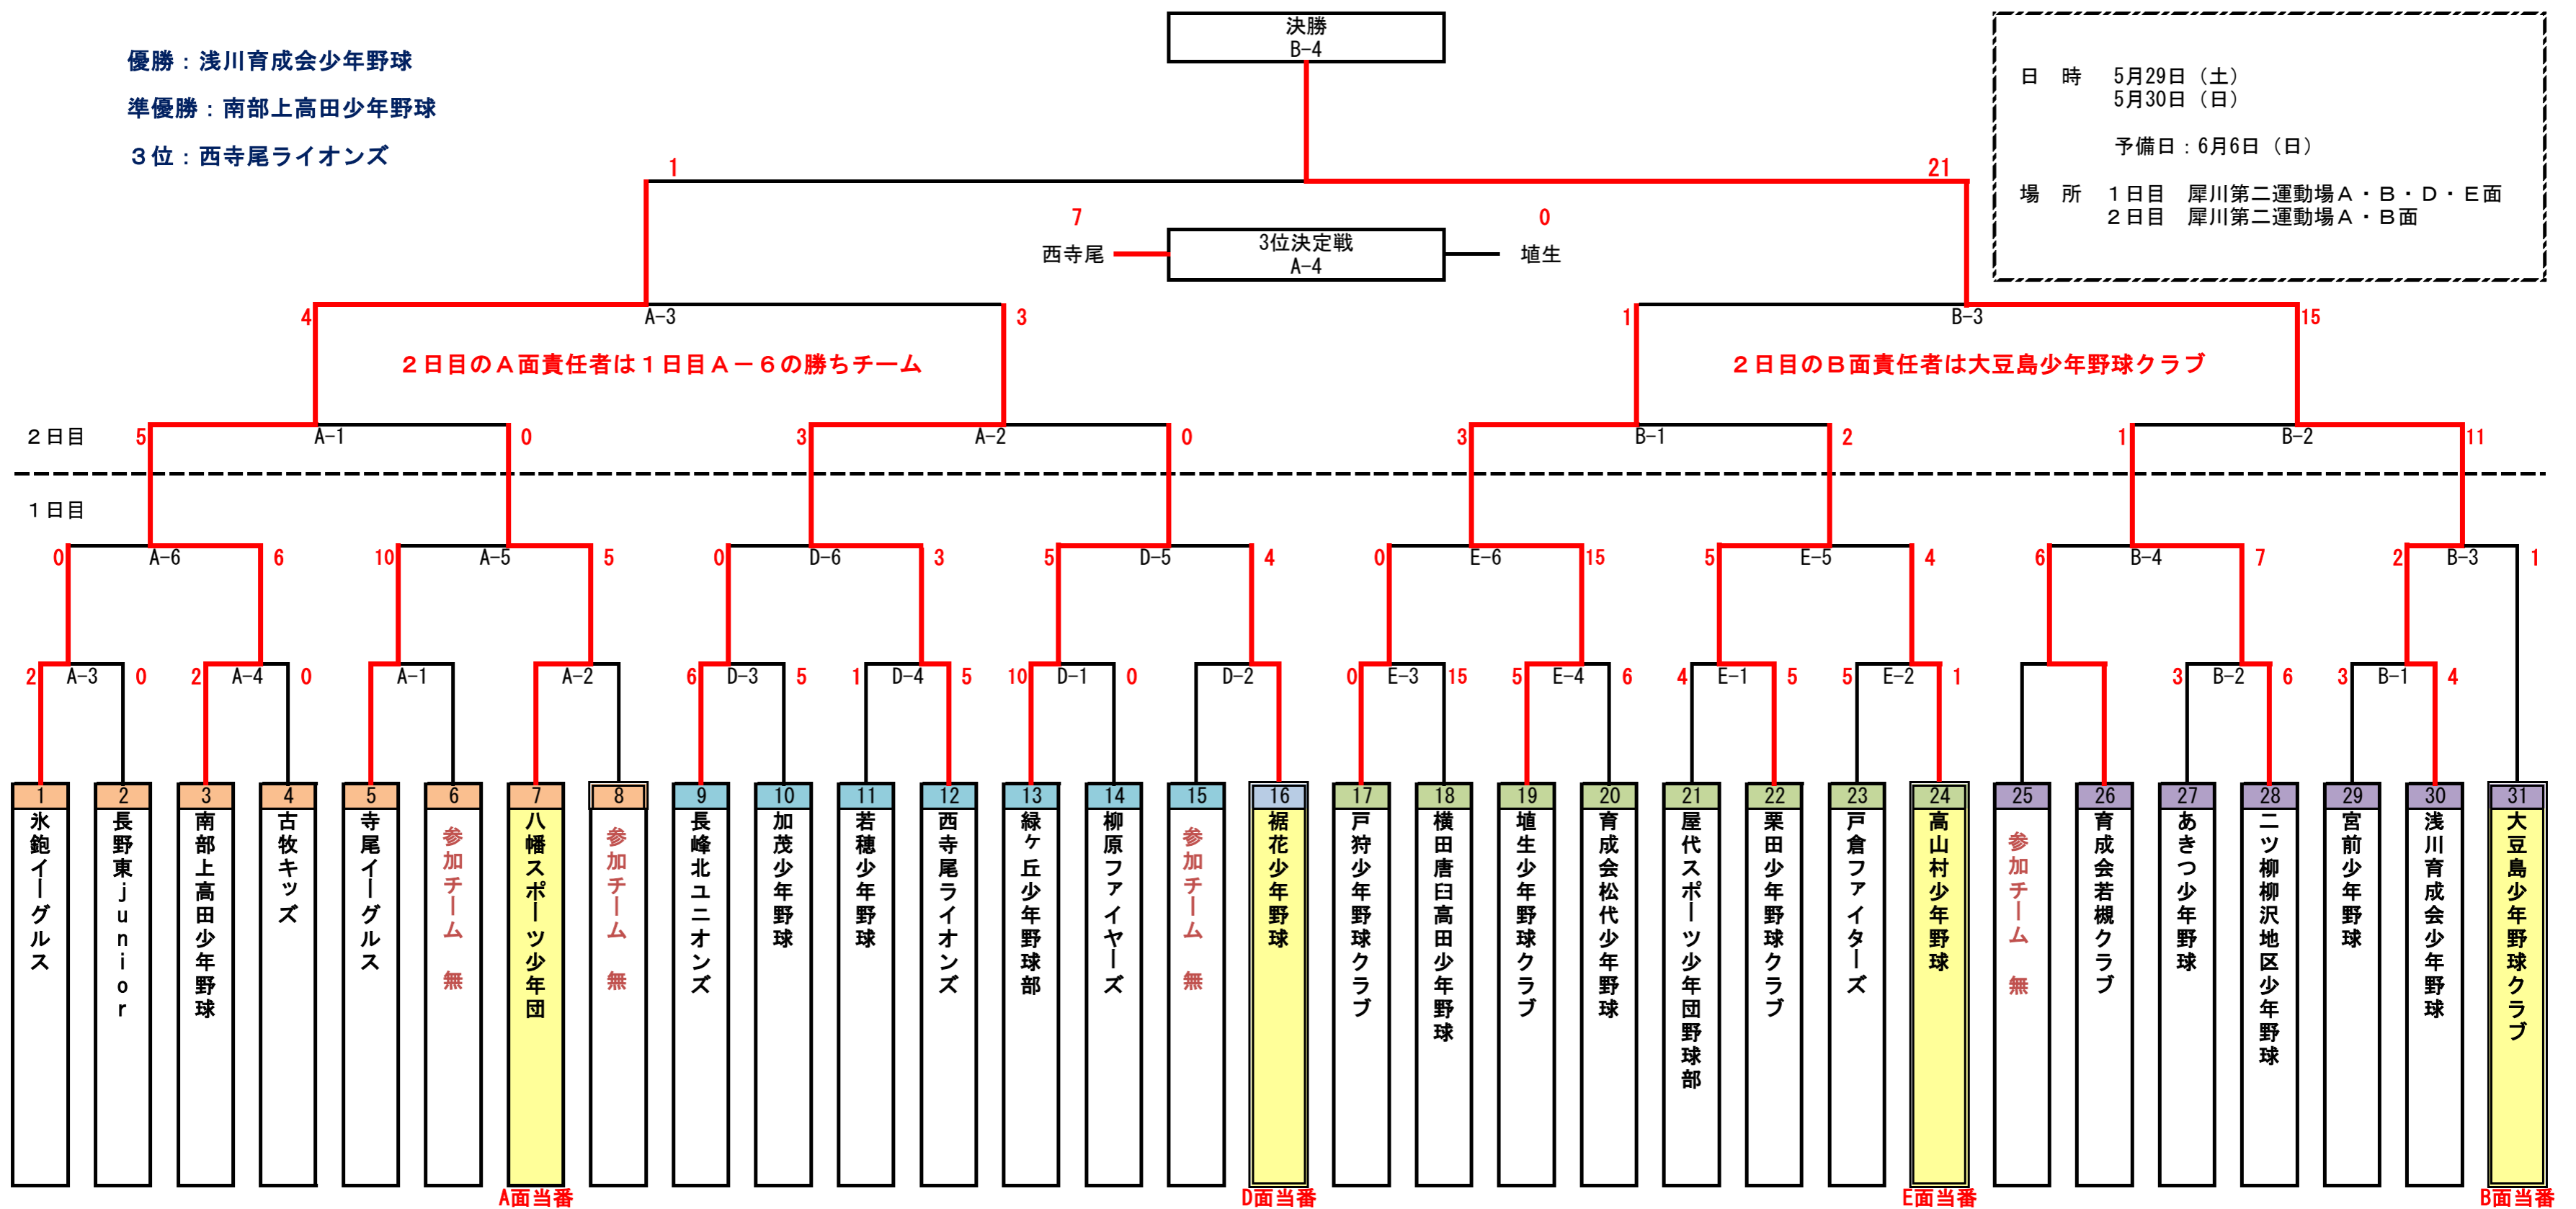 決勝
B-4
優勝：浅川育成会少年野球
準優勝：南部上高田少年野球
３位：西寺尾ライオンズ
日　時　5月29日（土）
5月30日（日）
予備日：6月6日（日）
場　所　１日目　犀川第二運動場Ａ・Ｂ・Ｄ・Ｅ面
２日目　犀川第二運動場Ａ・Ｂ面
1 21
7 0
西寺尾 3位決定戦 埴生
A-4
4 A-3 3 1 B-3 15
２日目のＡ面責任者は１日目Ａ－６の勝ちチーム
２日目のＢ面責任者は大豆島少年野球クラブ
２日目 5 A-1 0 3 A-2 0 3 B-1 2 1 B-2 11
１日目
0 A-6 6 10 A-5 5 0 D-6 3 5 D-5 4 0 E-6 15 5 E-5 4 6 B-4 7 2 B-3 1
2 A-3 0 2 A-4 0 A-1 A-2 6 D-3 5 1 D-4 5 10 D-1 0 D-2 0 E-3 15 5 E-4 6 4 E-1 5 5 E-2 1 3 B-2 6 3 B-1 4
1 氷鉋イーグルス
2 長野東junior
3 南部上高田少年野球
4 古牧キッズ
5 寺尾イーグルス
6 参加チーム　無
7 八幡スポーツ少年団
8 参加チーム　無
9 長峰北ユニオンズ
10 加茂少年野球
11 若穂少年野球
12 西寺尾ライオンズ
13 緑ヶ丘少年野球部
14 柳原ファイヤーズ
15 参加チーム　無
16 裾花少年野球
17 戸狩少年野球クラブ
18 横田唐臼高田少年野球
19 埴生少年野球クラブ
20 育成会松代少年野球
21 屋代スポーツ少年団野球部
22 栗田少年野球クラブ
23 戸倉ファイターズ
24 高山村少年野球
25 参加チーム　無
26 育成会若槻クラブ
27 あきつ少年野球
28 二ツ柳柳沢地区少年野球
29 宮前少年野球
30 浅川育成会少年野球
31 大豆島少年野球クラブ
A面当番
D面当番
E面当番
B面当番